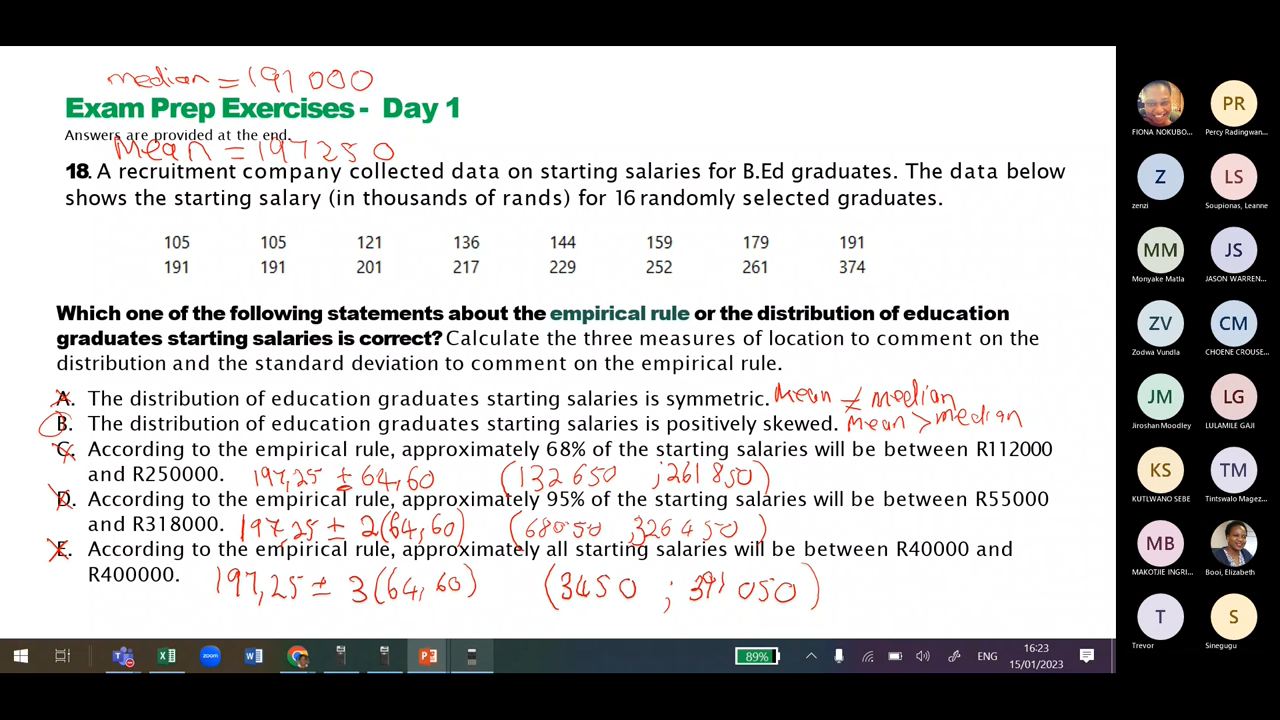 median = 191 000
Exam Prep Exercises - Day 1
Answers are provided at the end.
Mean = 197250
18. A recruitment company collected data on starting salaries for B.Ed graduates. The data below
shows the starting salary (in thousands of rands) for 16 randomly selected graduates.
105 105 121 136 144 159 179 191
191 191 201 217 229 252 261 374
Which one of the following statements about the empirical rule or the distribution of education
graduates starting salaries is correct? Calculate the three measures of location to comment on the
distribution and the standard deviation to comment on the empirical rule.
A. The distribution of education graduates starting salaries is symmetric. Mean ≠ Median
B. The distribution of education graduates starting salaries is positively skewed. Mean > median
C. According to the empirical rule, approximately 68% of the starting salaries will be between R112000
and R250000. 197,25 ± 64,60 (132 650 ; 261 850)
D. According to the empirical rule, approximately 95% of the starting salaries will be between R55000
and R318000. 197,25 ± 2(64,60) (68050 ; 326450)
E. According to the empirical rule, approximately all starting salaries will be between R40000 and
R400000. 197,25 ± 3(64,60) (3450 ; 391 050)
FIONA NOKUBO...
PR
Percy Radingwan...
Z
zenzi
LS
Soupionas, Leanne
MM
Monyake Matla
JS
JASON WARREN...
ZV
Zodwa Vundla
CM
CHOENE CROUSE...
JM
Jiroshan Moodley
LG
LULAMILE GAJI
KS
KUTLWANO SEBE
TM
Tintswalo Magez...
MB
MAKOTJIE INGRI...
Booi, Elizabeth
T
Trevor
S
Sinegugu
zoom
89%
ENG
16:23
15/01/2023